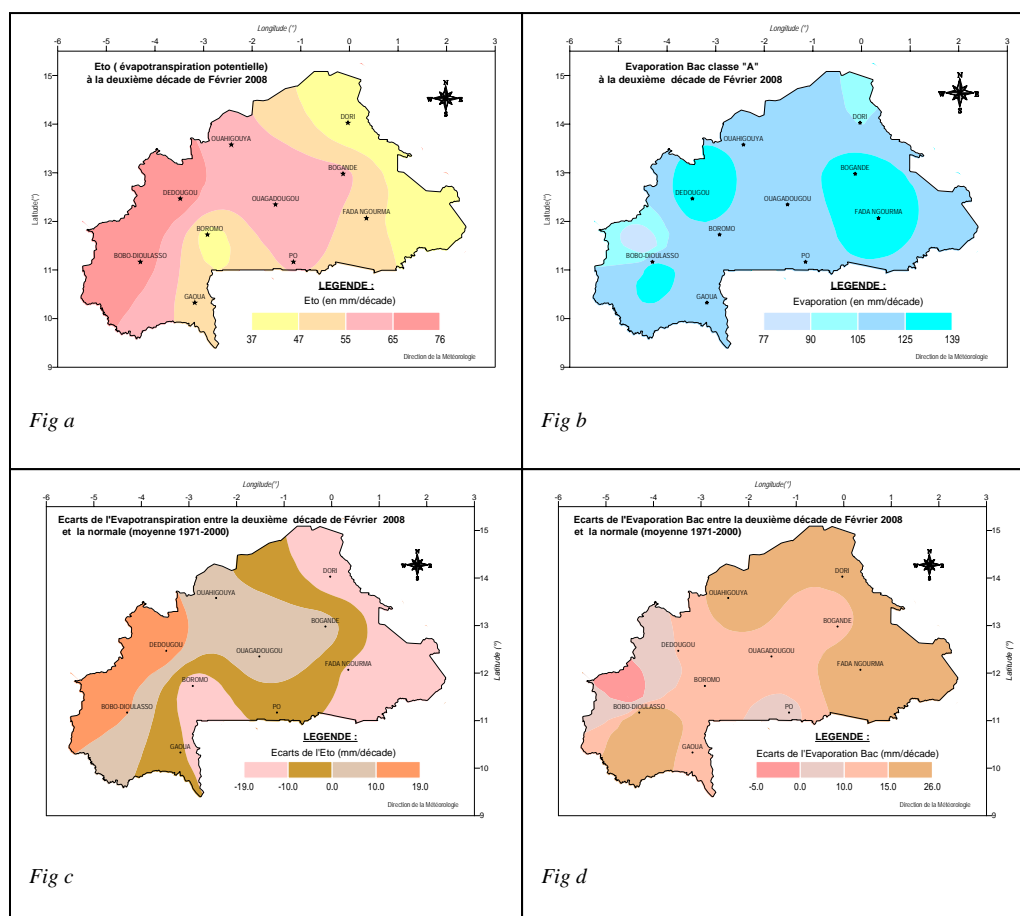 Longitude (°)
-6 -5 -4 -3 -2 -1 0 1 2 3
Eto ( évapotranspiration potentielle)
à la deuxième décade de Février 2008
15
14
13
12
11
10
9
Latitude(°)
N
W E
S
DORI
OUAHIGOUYA
BOGANDE
DEDOUGOU
OUAGADOUGOU
FADA NGOURMA
BOROMO
BOBO-DIOULASSO
PO
GAOUA
LEGENDE :
Eto (en mm/décade)
37 47 55 65 76
Direction de la Météorologie
Fig a
Longitude (°)
-6 -5 -4 -3 -2 -1 0 1 2 3
Evaporation Bac classe "A"
à la deuxième décade de Février 2008
15
14
13
12
11
10
9
Latitude(°)
N
W E
S
DORI
OUAHIGOUYA
BOGANDE
DEDOUGOU
OUAGADOUGOU
FADA NGOURMA
BOROMO
BOBO-DIOULASSO
PO
GAOUA
LEGENDE :
Evaporation (en mm/décade)
77 90 105 125 139
Direction de la Météorologie
Fig b
Longitude(°)
-6 -5 -4 -3 -2 -1 0 1 2 3
Ecarts de l'Evapotranspiration entre la deuxième décade de Février 2008
et la normale (moyenne 1971-2000)
15
14
13
12
11
10
9
Latitude (°)
N
W E
S
DORI
OUAHIGOUYA
BOGANDE
DEDOUGOU
OUAGADOUGOU
FADA NGOURMA
BOROMO
BOBO-DIOULASSO
PO
GAOUA
LEGENDE :
Ecarts de l'Eto (mm/décade)
-19.0 -10.0 0.0 10.0 19.0
Direction de la Météorologie
Fig c
Longitude(°)
-6 -5 -4 -3 -2 -1 0 1 2 3
Ecarts de l'Evaporation Bac entre la deuxième décade de Février 2008
et la normale (moyenne 1971-2000)
15
14
13
12
11
10
9
Latitude (°)
N
W E
S
DORI
OUAHIGOUYA
BOGANDE
DEDOUGOU
OUAGADOUGOU
FADA NGOURMA
BOROMO
BOBO-DIOULASSO
PO
GAOUA
LEGENDE :
Ecarts de l'Evaporation Bac (mm/décade)
-5.0 0.0 10.0 15.0 26.0
Direction de la Météorologie
Fig d